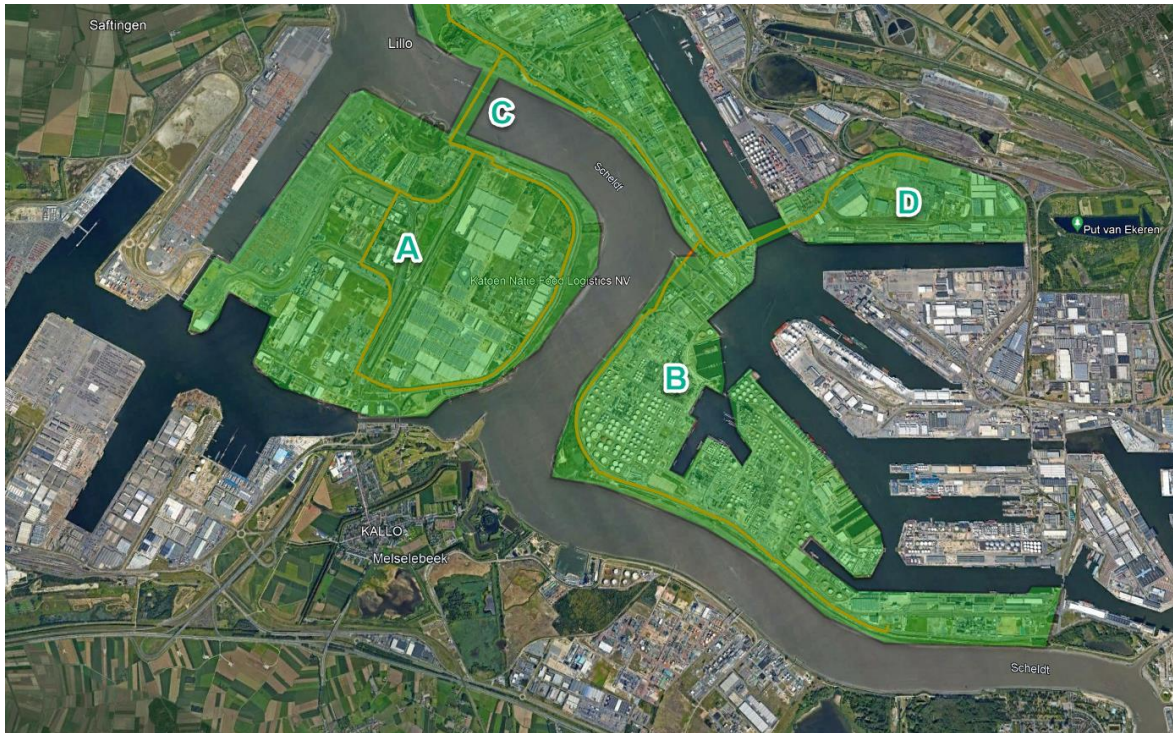 Saftingen
Lillo
C
Scheldt
D
Put van Ekeren
A
Katoen Natie Food Logistics NV
B
KALLO
Melselebeek
Scheldt